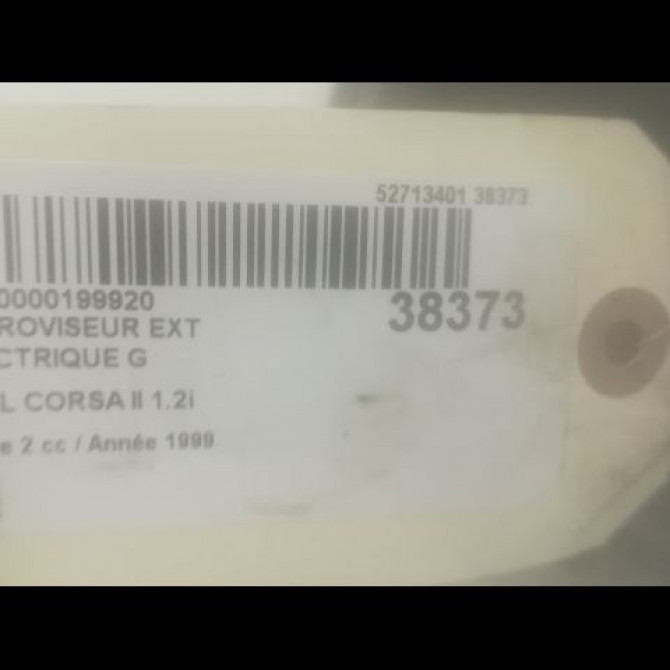 52713401 38373
0000199920
38373
ROVISEUR EXT
CTRIQUE G
L CORSA II 1.2i
e 2 cc / Année 1999